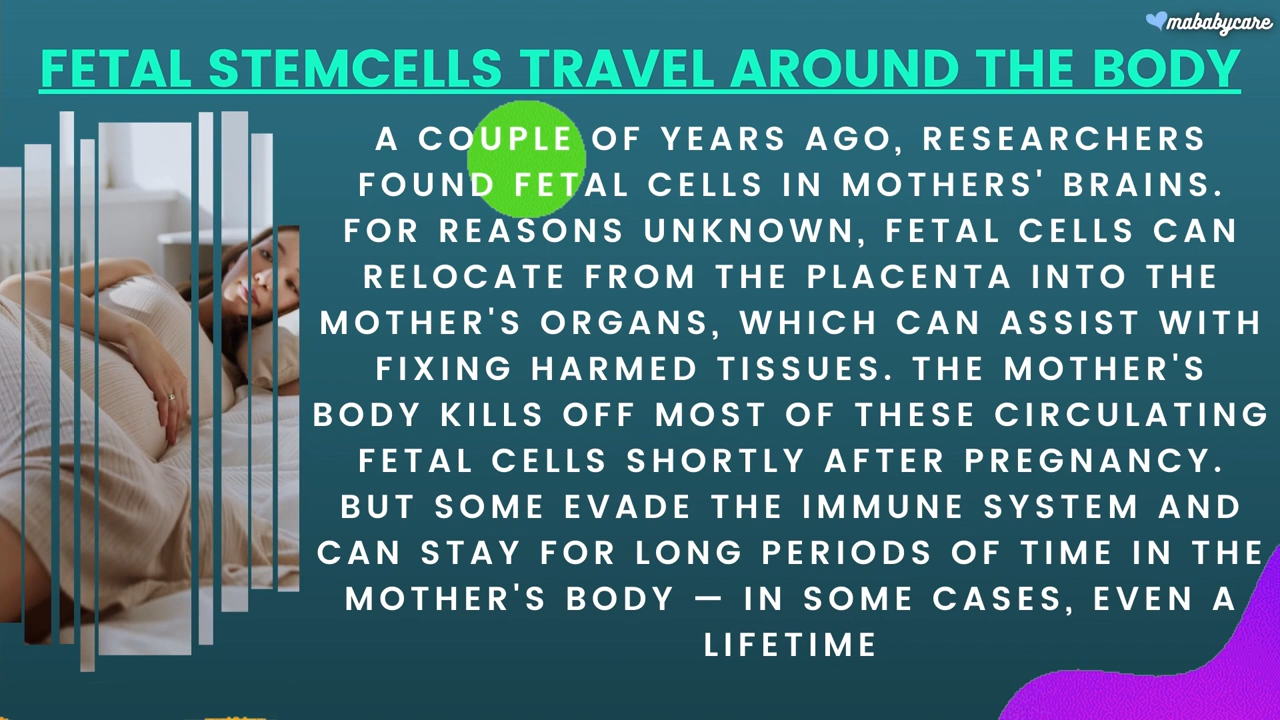 mababycare
FETAL STEMCELLS TRAVEL AROUND THE BODY
A COUPLE OF YEARS AGO, RESEARCHERS
FOUND FETAL CELLS IN MOTHERS' BRAINS.
FOR REASONS UNKNOWN, FETAL CELLS CAN
RELOCATE FROM THE PLACENTA INTO THE
MOTHER'S ORGANS, WHICH CAN ASSIST WITH
FIXING HARMED TISSUES. THE MOTHER'S
BODY KILLS OFF MOST OF THESE CIRCULATING
FETAL CELLS SHORTLY AFTER PREGNANCY.
BUT SOME EVADE THE IMMUNE SYSTEM AND
CAN STAY FOR LONG PERIODS OF TIME IN THE
MOTHER'S BODY — IN SOME CASES, EVEN A
LIFETIME